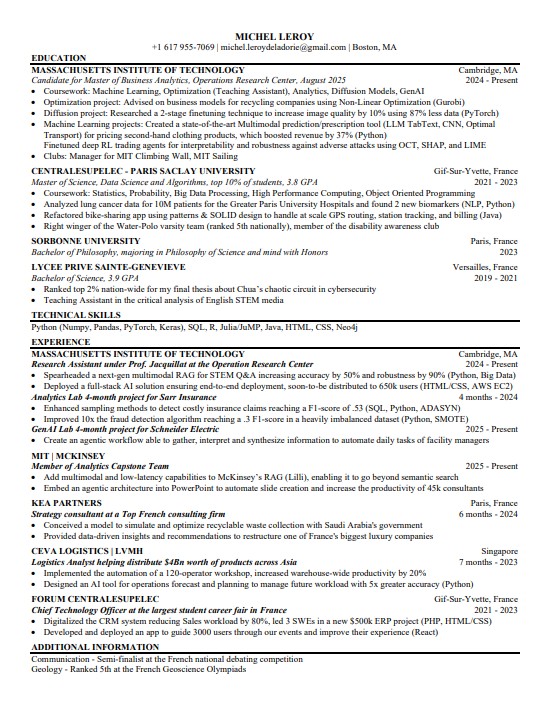 MICHEL LEROY
+1 617 955-7069 | michel.leroydeladorie@gmail.com | Boston, MA
EDUCATION
MASSACHUSETTS INSTITUTE OF TECHNOLOGY Cambridge, MA
Candidate for Master of Business Analytics, Operations Research Center, August 2025 2024 - Present
• Coursework: Machine Learning, Optimization (Teaching Assistant), Analytics, Diffusion Models, GenAI
• Optimization project: Advised on business models for recycling companies using Non-Linear Optimization (Gurobi)
• Diffusion project: Researched a 2-stage finetuning technique to increase image quality by 10% using 87% less data (PyTorch)
• Machine Learning projects: Created a state-of-the-art Multimodal prediction/prescription tool (LLM TabText, CNN, Optimal
Transport) for pricing second-hand clothing products, which boosted revenue by 37% (Python)
Finetuned deep RL trading agents for interpretability and robustness against adverse attacks using OCT, SHAP, and LIME
• Clubs: Manager for MIT Climbing Wall, MIT Sailing
CENTRALESUPELEC - PARIS SACLAY UNIVERSITY Gif-Sur-Yvette, France
Master of Science, Data Science and Algorithms, top 10% of students, 3.8 GPA 2021 - 2023
• Coursework: Statistics, Probability, Big Data Processing, High Performance Computing, Object Oriented Programming
• Analyzed lung cancer data for 10M patients for the Greater Paris University Hospitals and found 2 new biomarkers (NLP, Python)
• Refactored bike-sharing app using patterns & SOLID design to handle at scale GPS routing, station tracking, and billing (Java)
• Right winger of the Water-Polo varsity team (ranked 5th nationally), member of the disability awareness club
SORBONNE UNIVERSITY Paris, France
Bachelor of Philosophy, majoring in Philosophy of Science and mind with Honors 2023
LYCEE PRIVE SAINTE-GENEVIEVE Versailles, France
Bachelor of Science, 3.9 GPA 2019 - 2021
• Ranked top 2% nation-wide for my final thesis about Chua's chaotic circuit in cybersecurity
• Teaching Assistant in the critical analysis of English STEM media
TECHNICAL SKILLS
Python (Numpy, Pandas, PyTorch, Keras), SQL, R, Julia/JuMP, Java, HTML, CSS, Neo4j
EXPERIENCE
MASSACHUSETTS INSTITUTE OF TECHNOLOGY Cambridge, MA
Research Assistant under Prof. Jacquillat at the Operation Research Center 2024 - Present
• Spearheaded a next-gen multimodal RAG for STEM Q&A increasing accuracy by 50% and robustness by 90% (Python, Big Data)
• Deployed a full-stack AI solution ensuring end-to-end deployment, soon-to-be distributed to 650k users (HTML/CSS, AWS EC2)
Analytics Lab 4-month project for Sarr Insurance 4 months - 2024
• Enhanced sampling methods to detect costly insurance claims reaching a F1-score of .53 (SQL, Python, ADASYN)
• Improved 10x the fraud detection algorithm reaching a .3 F1-score in a heavily imbalanced dataset (Python, SMOTE)
GenAI Lab 4-month project for Schneider Electric 2025 - Present
• Create an agentic workflow able to gather, interpret and synthesize information to automate daily tasks of facility managers
MIT | MCKINSEY
Member of Analytics Capstone Team 2025 - Present
• Add multimodal and low-latency capabilities to McKinsey's RAG (Lilli), enabling it to go beyond semantic search
• Embed an agentic architecture into PowerPoint to automate slide creation and increase the productivity of 45k consultants
KEA PARTNERS Paris, France
Strategy consultant at a Top French consulting firm 6 months - 2024
• Conceived a model to simulate and optimize recyclable waste collection with Saudi Arabia's government
• Provided data-driven insights and recommendations to restructure one of France's biggest luxury companies
CEVA LOGISTICS | LVMH Singapore
Logistics Analyst helping distribute $4Bn worth of products across Asia 7 months - 2023
• Implemented the automation of a 120-operator workshop, increased warehouse-wide productivity by 20%
• Designed an AI tool for operations forecast and planning to manage future workload with 5x greater accuracy (Python)
FORUM CENTRALESUPELEC Gif-Sur-Yvette, France
Chief Technology Officer at the largest student career fair in France 2021 - 2023
• Digitalized the CRM system reducing Sales workload by 80%, led 3 SWEs in a new $500k ERP project (PHP, HTML/CSS)
• Developed and deployed an app to guide 3000 users through our events and improve their experience (React)
ADDITIONAL INFORMATION
Communication - Semi-finalist at the French national debating competition
Geology - Ranked 5th at the French Geoscience Olympiads